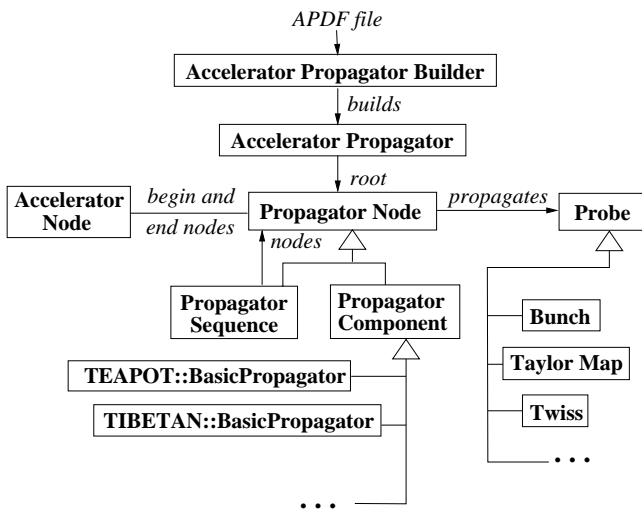 APDF file
Accelerator Propagator Builder
builds
Accelerator Propagator
root
Accelerator
Node
begin and
end nodes
Propagator Node
propagates
Probe
nodes
Propagator
Sequence
Propagator
Component
Bunch
Taylor Map
Twiss
• • •
TEAPOT::BasicPropagator
TIBETAN::BasicPropagator
• • •